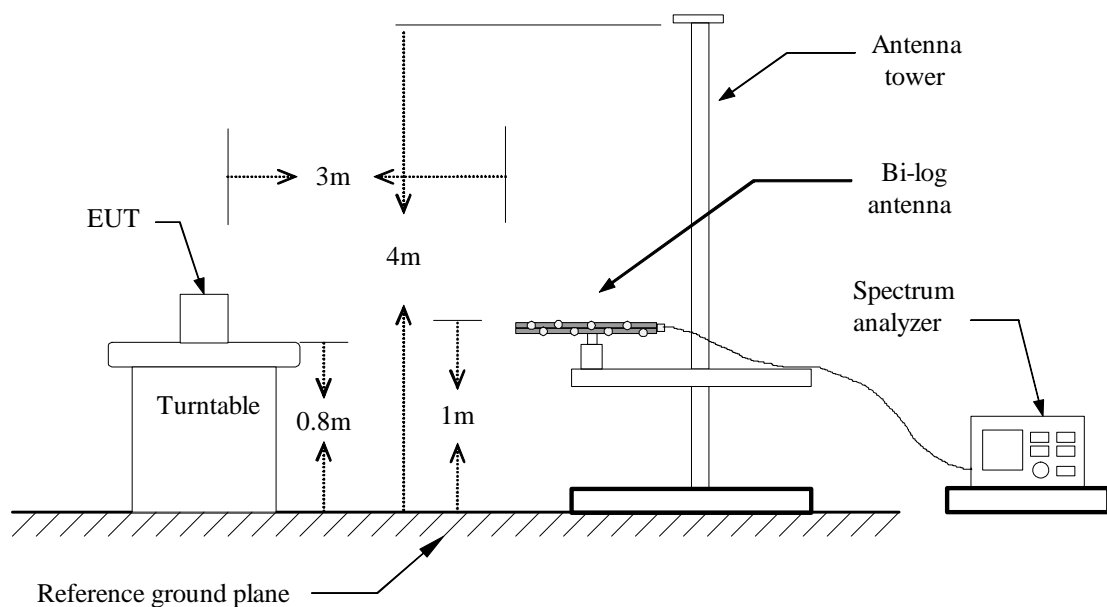 Antenna
tower
3m
Bi-log
antenna
EUT
4m
Spectrum
analyzer
Turntable
0.8m
1m
Reference ground plane